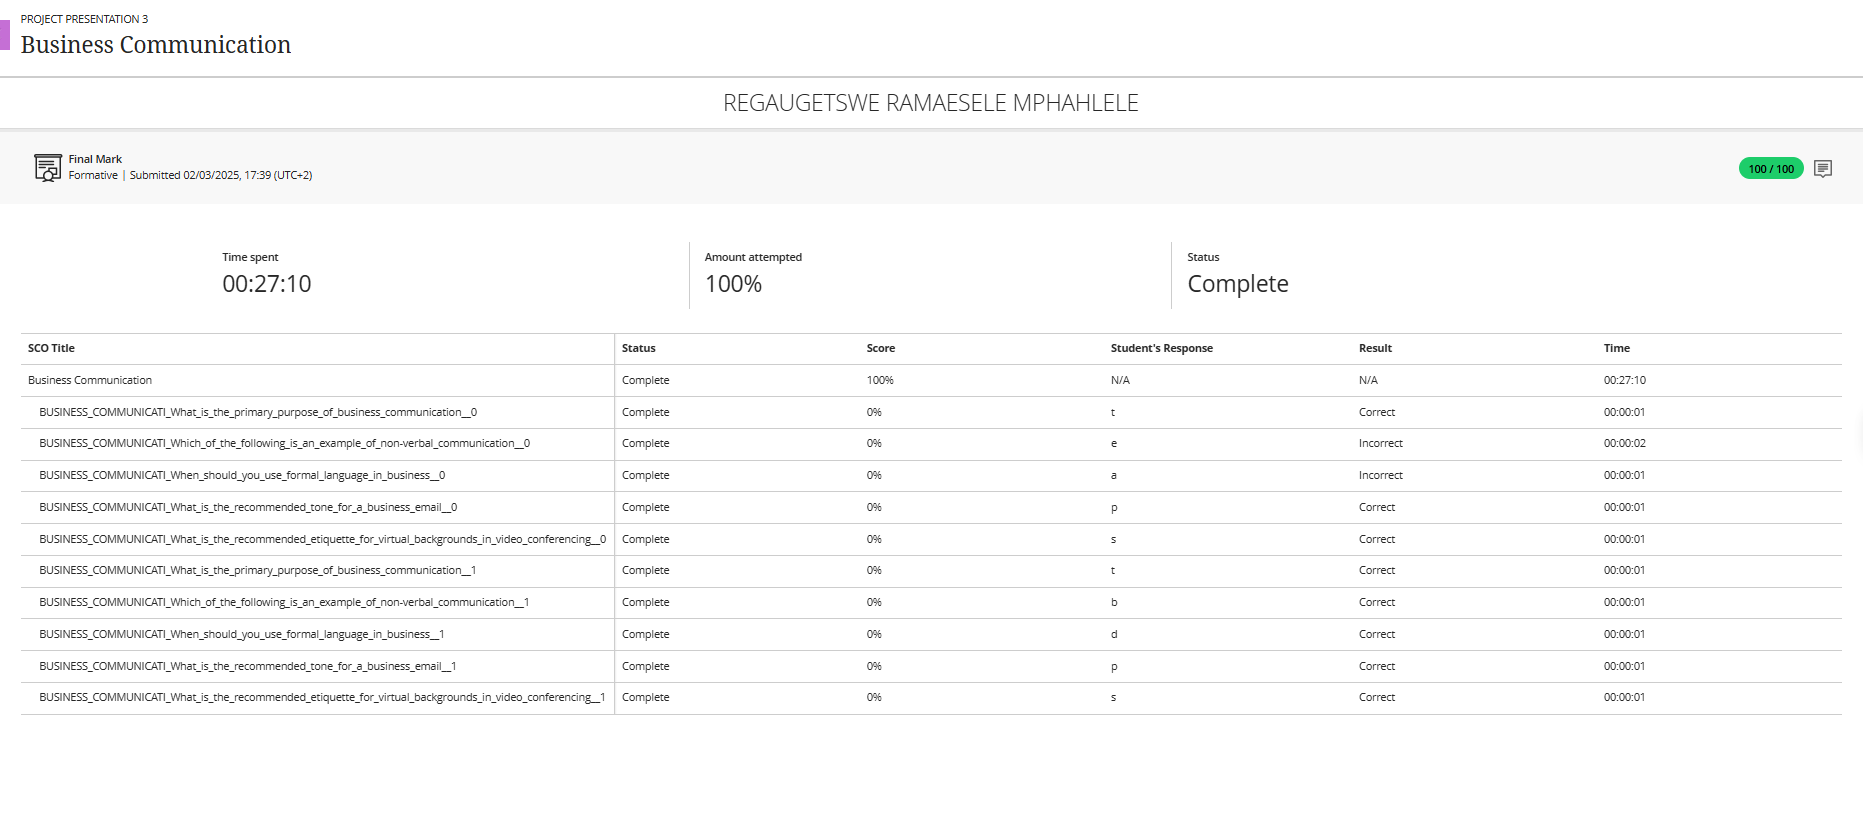 PROJECT PRESENTATION 3
Business Communication
REGAUGETSWE RAMAESELE MPHAHLELE
Final Mark
Formative | Submitted 02/03/2025, 17:39 (UTC+2)
100 / 100
Time spent
00:27:10
Amount attempted
100%
Status
Complete
SCO Title Status Score Student's Response Result Time
Business Communication Complete 100% N/A N/A 00:27:10
BUSINESS_COMMUNICATI_What_is_the_primary_purpose_of_business_communication__0 Complete 0% t Correct 00:00:01
BUSINESS_COMMUNICATI_Which_of_the_following_is_an_example_of_non-verbal_communication__0 Complete 0% e Incorrect 00:00:02
BUSINESS_COMMUNICATI_When_should_you_use_formal_language_in_business__0 Complete 0% a Incorrect 00:00:01
BUSINESS_COMMUNICATI_What_is_the_recommended_tone_for_a_business_email__0 Complete 0% p Correct 00:00:01
BUSINESS_COMMUNICATI_What_is_the_recommended_etiquette_for_virtual_backgrounds_in_video_conferencing__0 Complete 0% s Correct 00:00:01
BUSINESS_COMMUNICATI_What_is_the_primary_purpose_of_business_communication__1 Complete 0% t Correct 00:00:01
BUSINESS_COMMUNICATI_Which_of_the_following_is_an_example_of_non-verbal_communication__1 Complete 0% b Correct 00:00:01
BUSINESS_COMMUNICATI_When_should_you_use_formal_language_in_business__1 Complete 0% d Correct 00:00:01
BUSINESS_COMMUNICATI_What_is_the_recommended_tone_for_a_business_email__1 Complete 0% p Correct 00:00:01
BUSINESS_COMMUNICATI_What_is_the_recommended_etiquette_for_virtual_backgrounds_in_video_conferencing__1 Complete 0% s Correct 00:00:01